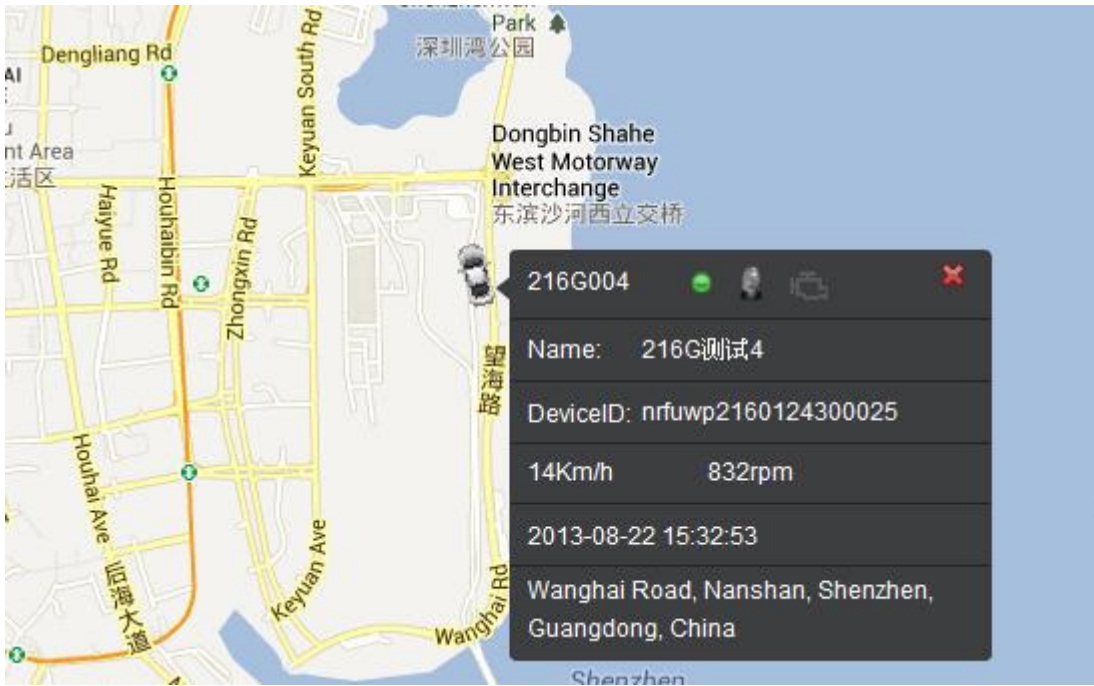 Park
深圳湾公园
Dengliang Rd
Keyuan South Rd
AI
nt Area
活区
Dongbin Shahe
West Motorway
Interchange
东滨沙河西立交桥
Haiyue Rd
Houhaibin Rd
Zhongxin Rd
216G004
Name: 216G测试4
望海路
DeviceID: nrfuwp2160124300025
14Km/h 832rpm
Houhai Ave
2013-08-22 15:32:53
后海大道
Keyuan Ave
Wanghai Rd
Wanghai Road, Nanshan, Shenzhen,
Guangdong, China
Shenzhen